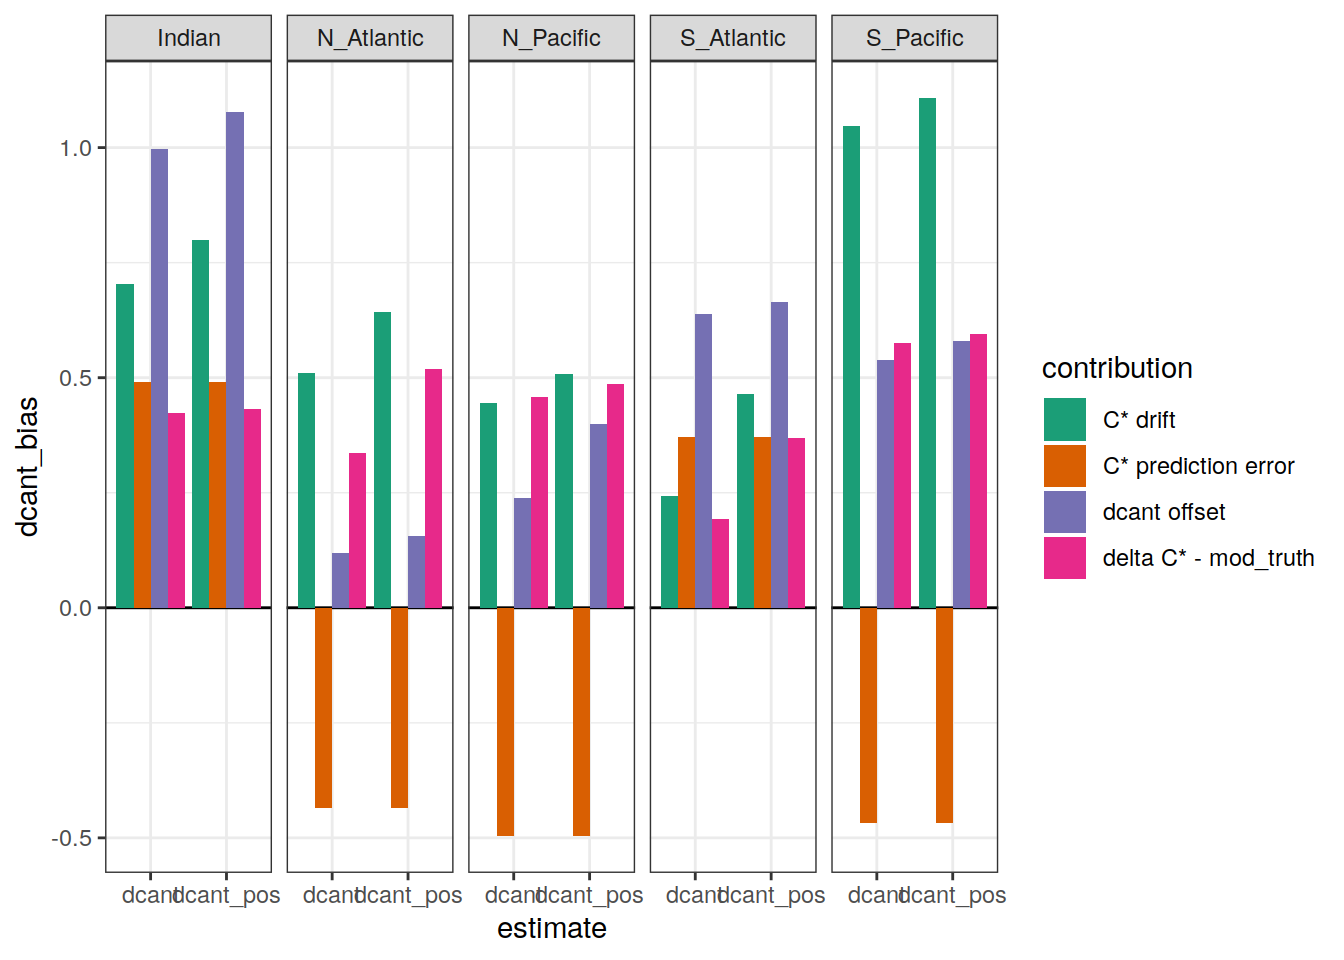 Indian N_Atlantic N_Pacific S_Atlantic S_Pacific
1.0
0.5
0.0
-0.5
dcant_bias
dcant dcant_pos dcant dcant_pos dcant dcant_pos dcant dcant_pos dcant dcant_pos
estimate
contribution
C* drift
C* prediction error
dcant offset
delta C* - mod_truth